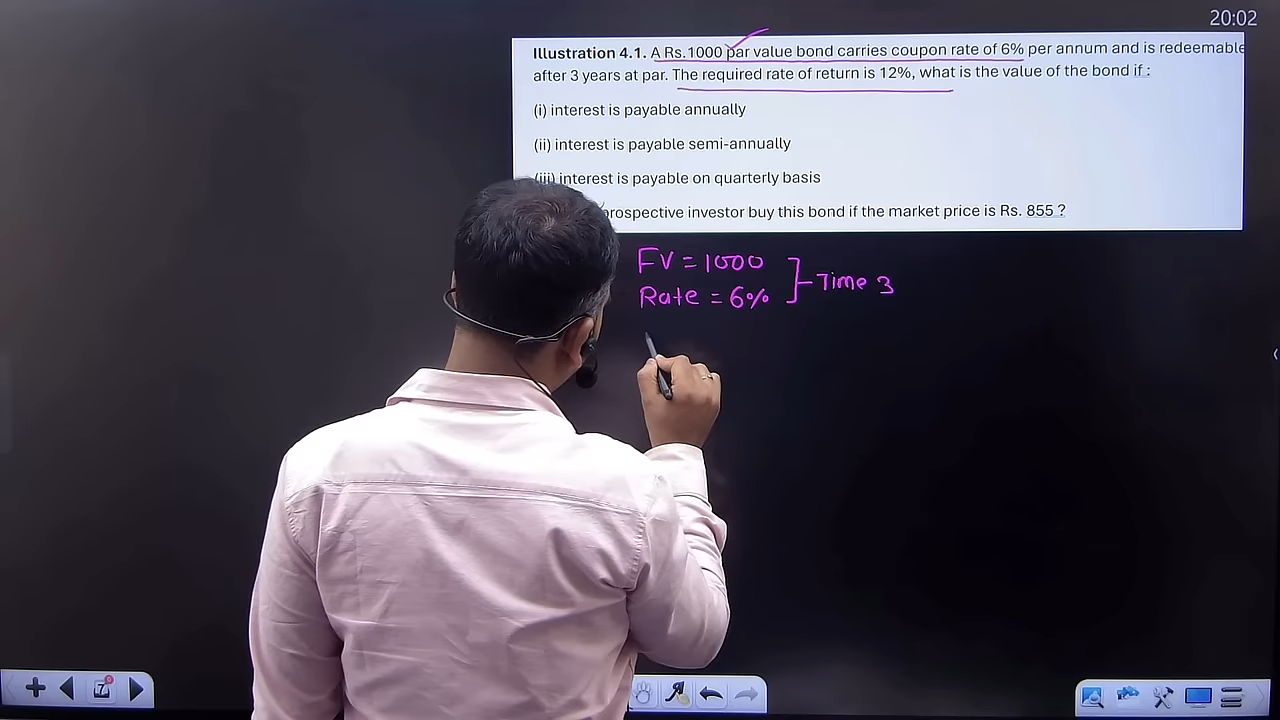 20:02
Illustration 4.1. A Rs.1000 par value bond carries coupon rate of 6% per annum and is redeemable
after 3 years at par. The required rate of return is 12%, what is the value of the bond if :
(i) interest is payable annually
(ii) interest is payable semi-annually
(iii) interest is payable on quarterly basis
prospective investor buy this bond if the market price is Rs. 855 ?
FV = 1000
Rate = 6%
Time 3